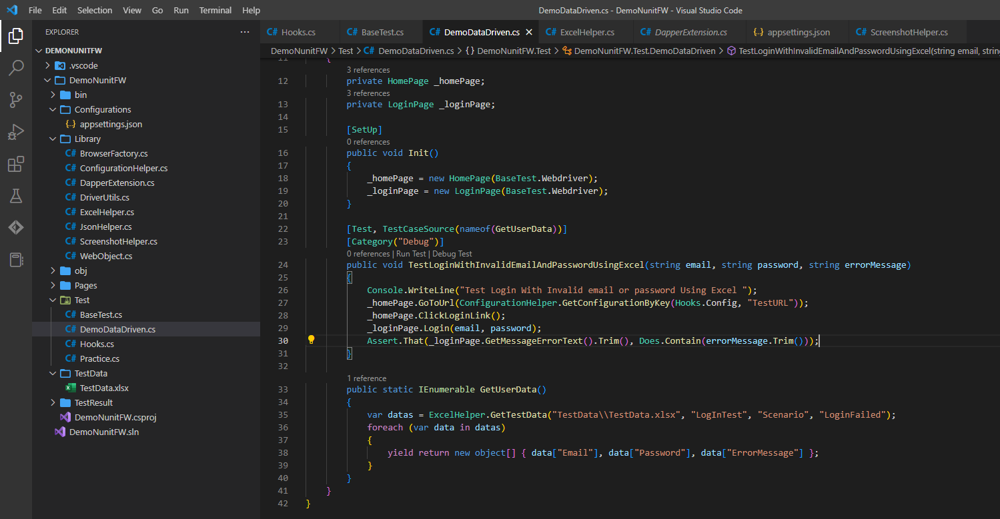 File Edit Selection View Go Run Terminal Help DemoDataDriven.cs - DemoNunitFW - Visual Studio Code
EXPLORER ...
DEMONUNITFW
.vscode
DemoNunitFW
bin
Configurations
{..} appsettings.json
Library
C# BrowserFactory.cs
C# ConfigurationHelper.cs
C# DapperExtension.cs
C# DriverUtils.cs
C# ExcelHelper.cs
C# JsonHelper.cs
C# ScreenshotHelper.cs
C# WebObject.cs
obj
Pages
Test
C# BaseTest.cs
C# DemoDataDriven.cs
C# Hooks.cs
C# Practice.cs
TestData
TestData.xlsx
TestResult
DemoNunitFW.csproj
DemoNunitFW.sln
C# Hooks.cs C# BaseTest.cs C# DemoDataDriven.cs C# ExcelHelper.cs C# DapperExtension.cs {..} appsettings.json C# ScreenshotHelper.cs
DemoNunitFW > Test > C# DemoDataDriven.cs > {} DemoNunitFW.Test > DemoNunitFW.Test.DemoDataDriven > TestLoginWithInvalidEmailAndPasswordUsingExcel(string email, strin
11 {
3 references
12 private HomePage _homePage;
3 references
13 private LoginPage _loginPage;
14
15 [SetUp]
0 references
16 public void Init()
17 {
18 _homePage = new HomePage(BaseTest.Webdriver);
19 _loginPage = new LoginPage(BaseTest.Webdriver);
20 }
21
22 [Test, TestCaseSource(nameof(GetUserData))]
23 [Category("Debug")]
0 references | Run Test | Debug Test
24 public void TestLoginWithInvalidEmailAndPasswordUsingExcel(string email, string password, string errorMessage)
25 {
26 Console.WriteLine("Test Login With Invalid email or password Using Excel ");
27 _homePage.GoToUrl(ConfigurationHelper.GetConfigurationByKey(Hooks.Config, "TestURL"));
28 _homePage.ClickLoginLink();
29 _loginPage.Login(email, password);
30 Assert.That(_loginPage.GetMessageErrorText().Trim(), Does.Contain(errorMessage.Trim()));
31 }
32
1 reference
33 public static IEnumerable GetUserData()
34 {
35 var datas = ExcelHelper.GetTestData("TestData\\TestData.xlsx", "LogInTest", "Scenario", "LoginFailed");
36 foreach (var data in datas)
37 {
38 yield return new object[] { data["Email"], data["Password"], data["ErrorMessage"] };
39 }
40 }
41 }
42 }